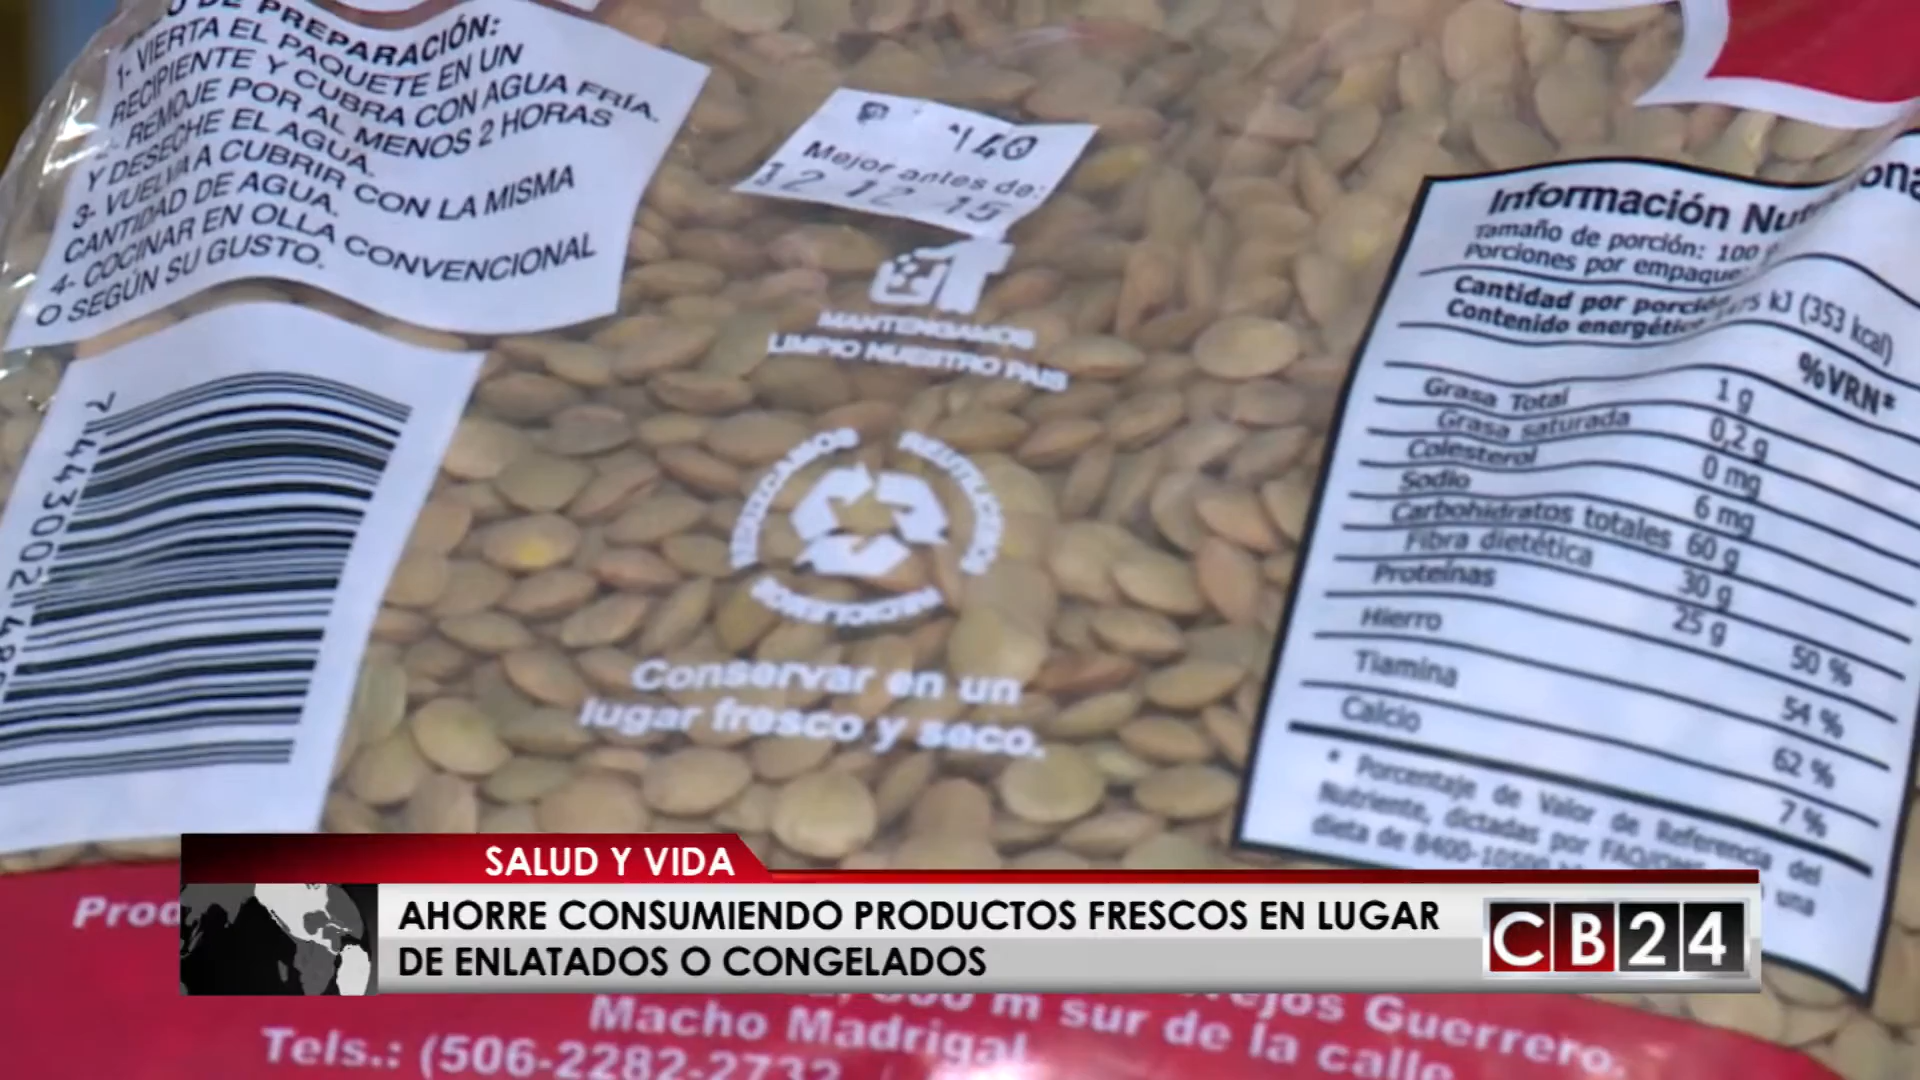 DE PREPARACIÓN:
1- VIERTA EL PAQUETE EN UN
RECIPIENTE Y CUBRA CON AGUA FRÍA.
2- REMOJE POR AL MENOS 2 HORAS
Y DESECHE EL AGUA.
3- VUELVA A CUBRIR CON LA MISMA
CANTIDAD DE AGUA.
4- COCINAR EN OLLA CONVENCIONAL
O SEGÚN SU GUSTO.
Mejor antes de:
12 12 15
MANTENGAMOS
LIMPIO NUESTRO PAIS
Conservar en un
lugar fresco y seco.
Información
Tamaño de porción: 100
Porciones por empaque
Cantidad por porción
Contenido energético kJ (353 kcal)
%VRN*
Grasa Total 1 g
Grasa saturada 0,2 g
Colesterol 0 mg
Sodio 6 mg
Carbohidratos totales 60 g
Fibra dietética 30 g
Proteínas 25 g 50 %
Hierro 54 %
Tiamina 62 %
Calcio 7 %
* Porcentaje de Valor de Referencia del
Nutriente, dictadas por una
dieta de
SALUD Y VIDA
AHORRE CONSUMIENDO PRODUCTOS FRESCOS EN LUGAR
DE ENLATADOS O CONGELADOS
CB24
m sur de la calle
Guerrero.
Macho Madrigal
Tels.: (506-2282-2732